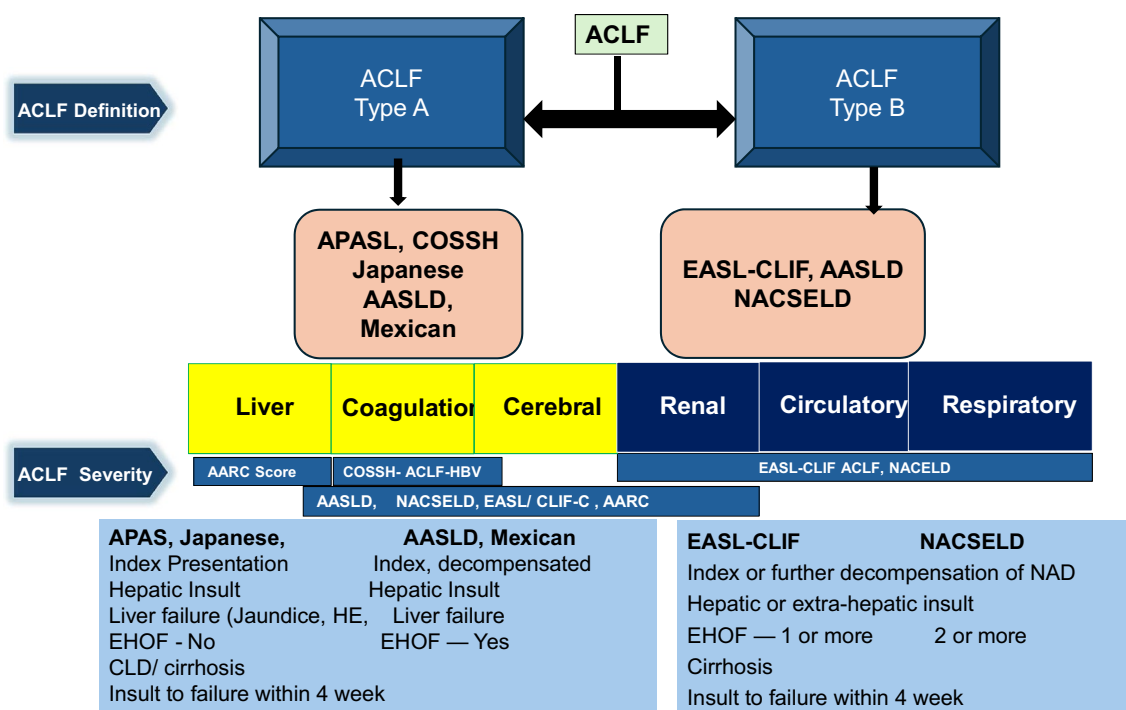 ACLF
ACLF Definition
ACLF
Type A
ACLF
Type B
APASL, COSSH
Japanese
AASLD,
Mexican
EASL-CLIF, AASLD
NACSELD
Liver
Coagulation
Cerebral
Renal
Circulatory
Respiratory
ACLF Severity
AARC Score
COSSH- ACLF-HBV
EASL-CLIF ACLF, NACELD
AASLD, NACSELD, EASL/ CLIF-C , AARC
APAS, Japanese, AASLD, Mexican
Index Presentation Index, decompensated
Hepatic Insult Hepatic Insult
Liver failure (Jaundice, HE, Liver failure
EHOF - No EHOF — Yes
CLD/ cirrhosis
Insult to failure within 4 week
EASL-CLIF NACSELD
Index or further decompensation of NAD
Hepatic or extra-hepatic insult
EHOF — 1 or more 2 or more
Cirrhosis
Insult to failure within 4 week